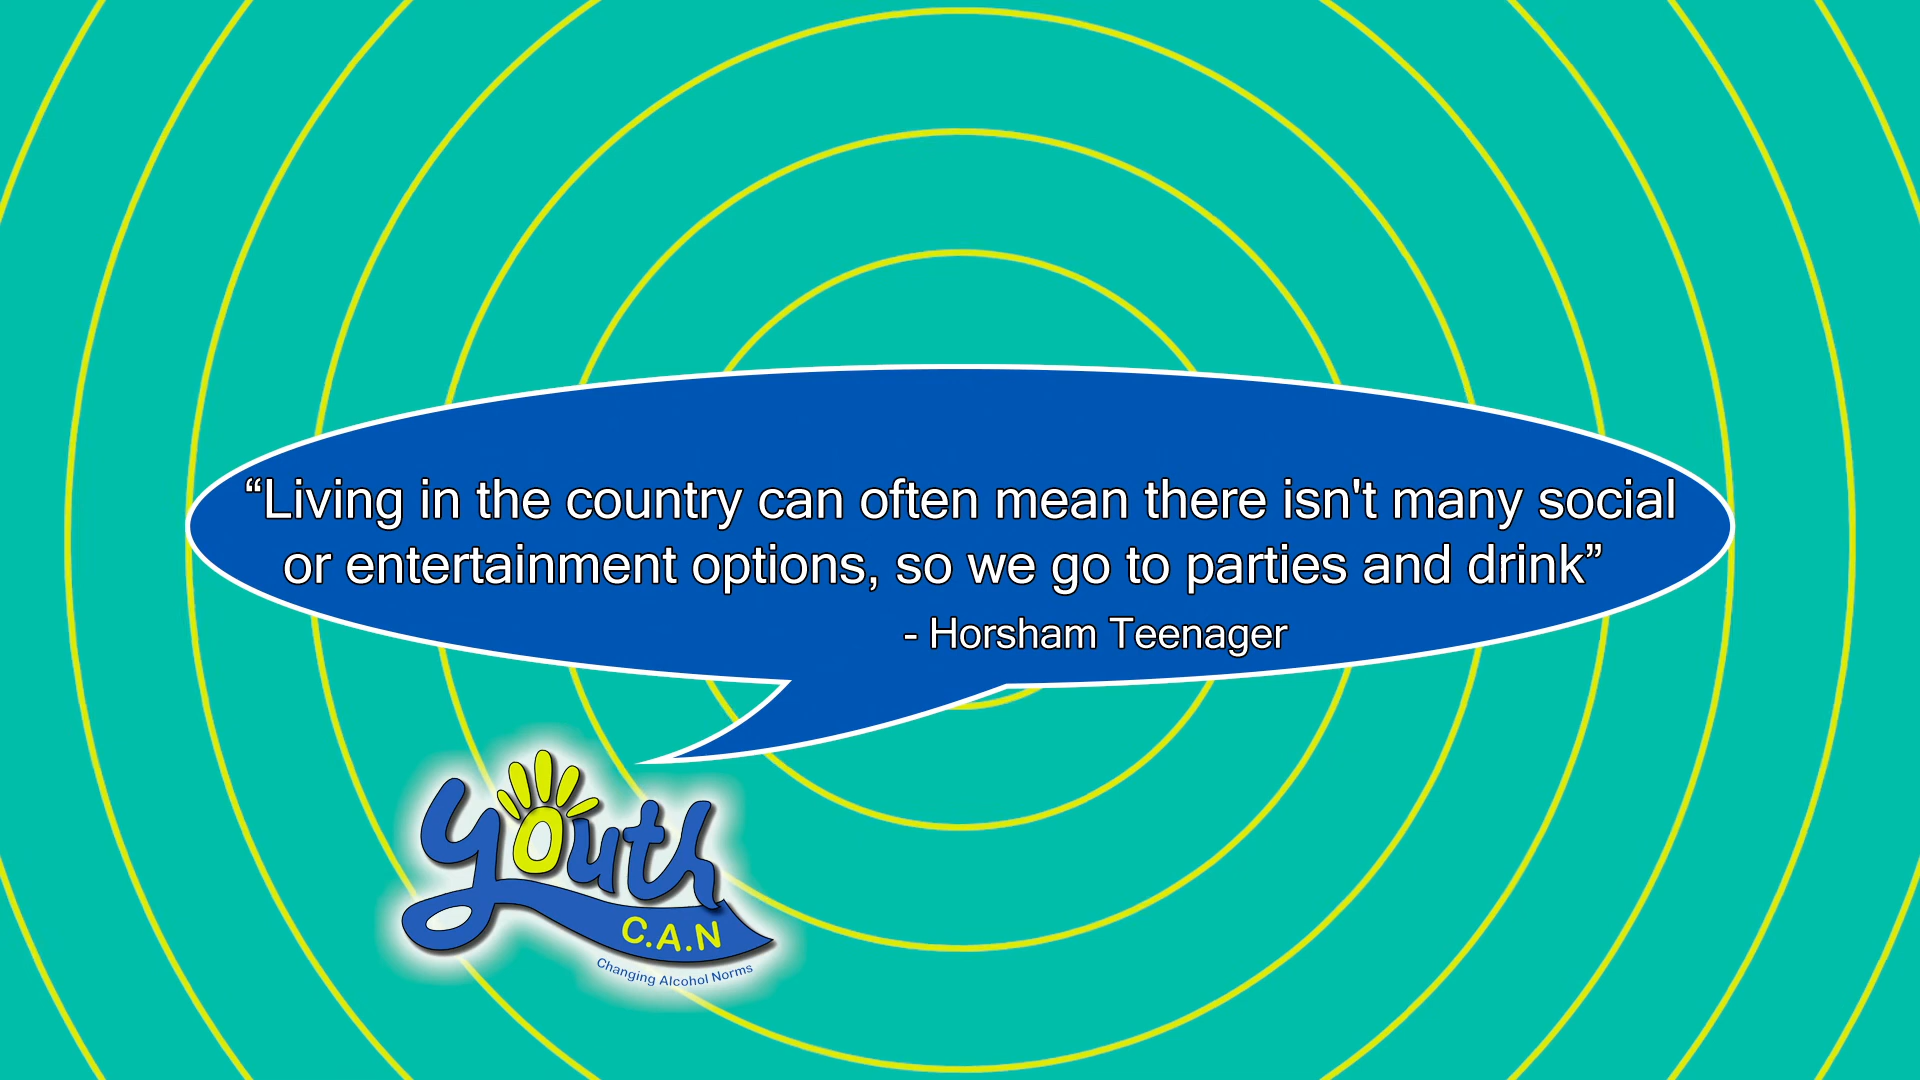 “Living in the country can often mean there isn't many social
or entertainment options, so we go to parties and drink”
- Horsham Teenager
youth
C.A.N
Changing Alcohol Norms